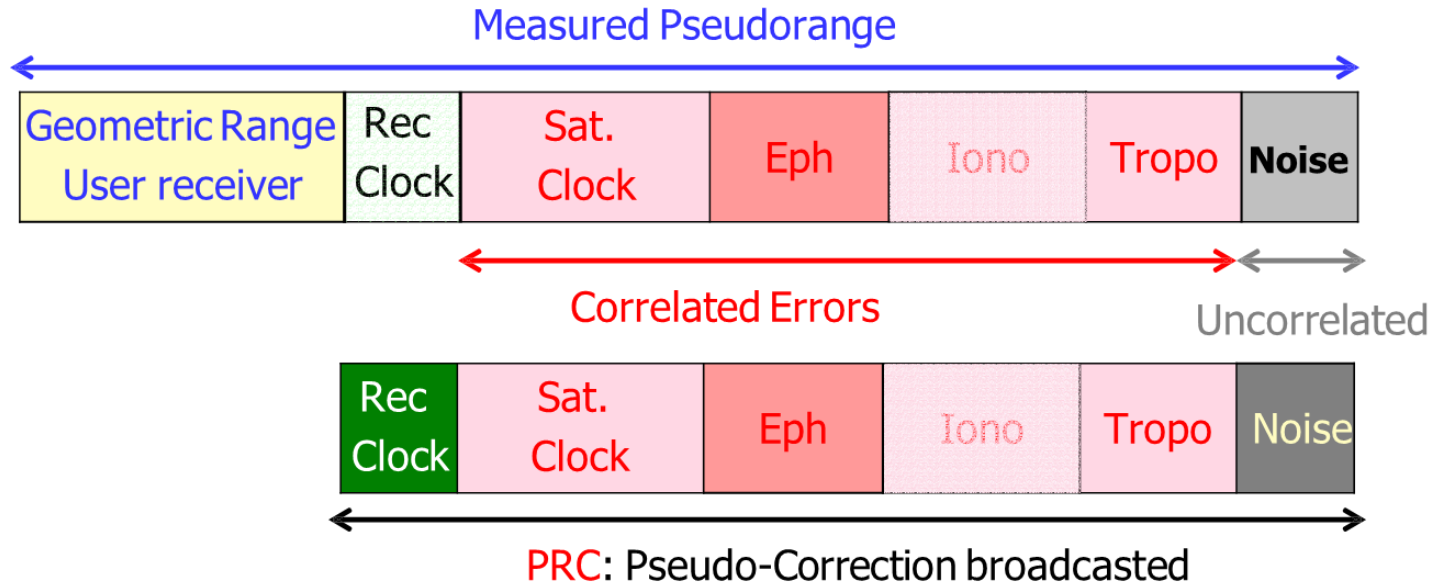 Measured Pseudorange
Geometric Range
User receiver
Rec
Clock
Sat.
Clock
Eph
Iono
Tropo
Noise
Correlated Errors
Uncorrelated
Rec
Clock
Sat.
Clock
Eph
Iono
Tropo
Noise
PRC: Pseudo-Correction broadcasted